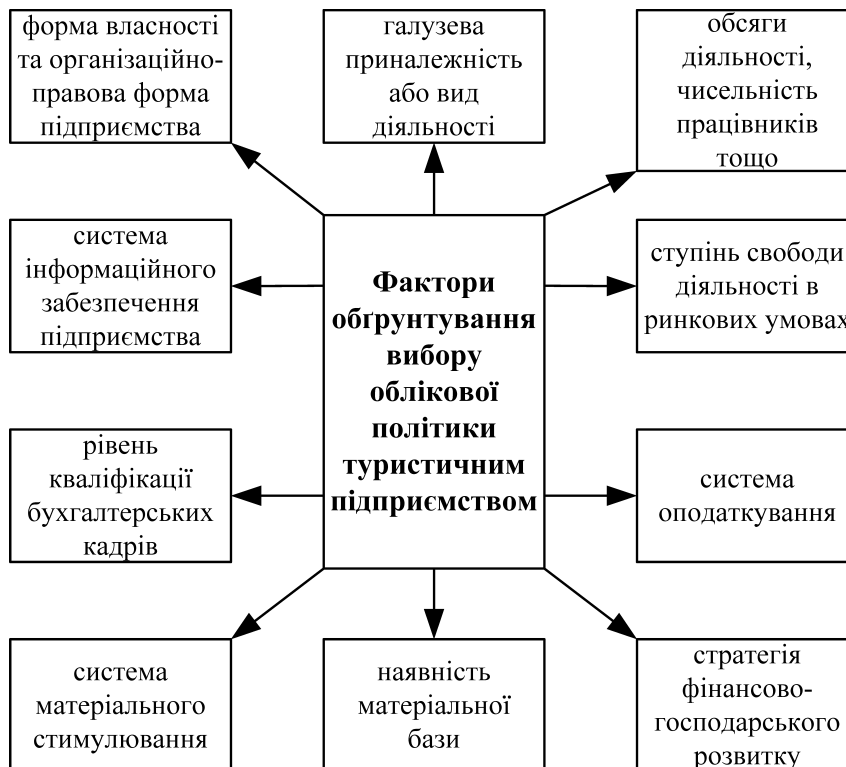 форма власності
та організаційно-
правова форма
підприємства
галузева
приналежність
або вид
діяльності
обсяги
діяльності,
чисельність
працівників
тощо
система
інформаційного
забезпечення
підприємства
Фактори
обґрунтування
вибору
облікової
політики
туристичним
підприємством
ступінь свободи
діяльності в
ринкових умовах
рівень
кваліфікації
бухгалтерських
кадрів
система
оподаткування
система
матеріального
стимулювання
наявність
матеріальної
бази
стратегія
фінансово-
господарського
розвитку